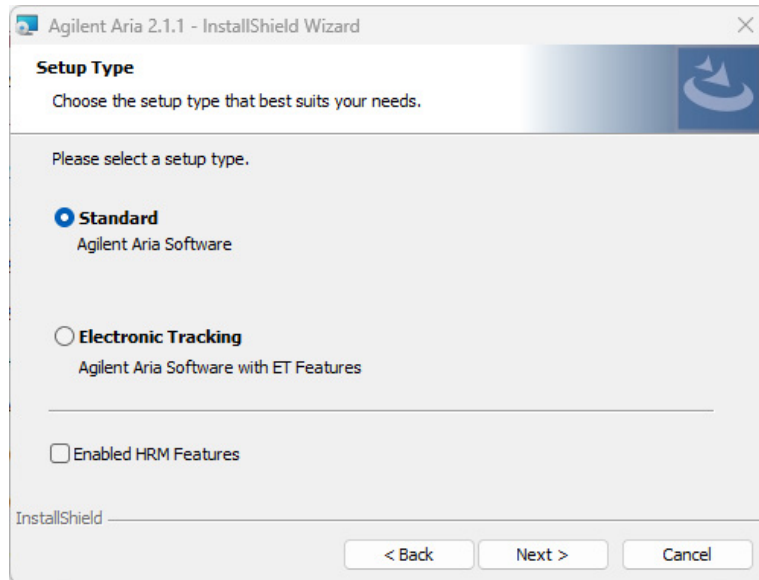 Agilent Aria 2.1.1 - InstallShield Wizard
Setup Type
Choose the setup type that best suits your needs.
Please select a setup type.
Standard
Agilent Aria Software
Electronic Tracking
Agilent Aria Software with ET Features
Enabled HRM Features
InstallShield
< Back Next > Cancel